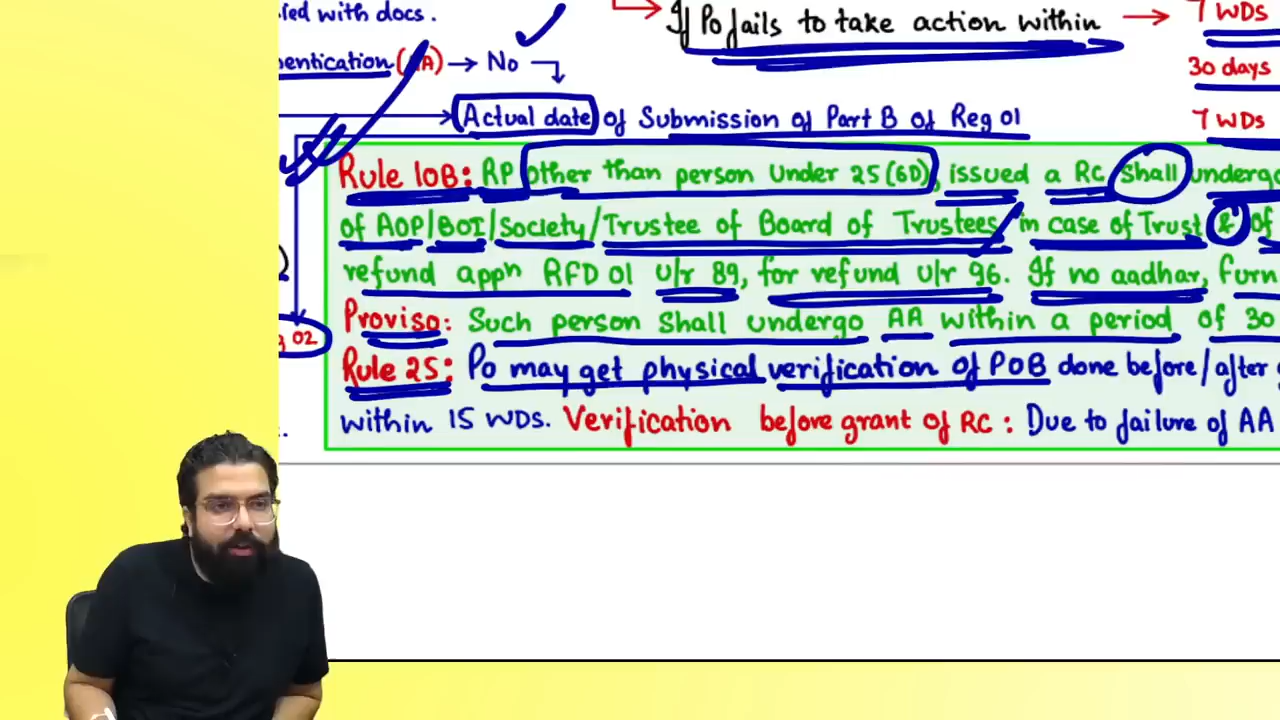 with docs.
If Po fails to take action within → 7 WDs
(AA) → No
30 days
Actual date of Submission of Part B of Reg 01
7 WDs
Rule 10B: RP other than person under 25(6D), issued a RC shall
of AOP/BOI/Society/Trustee of Board of Trustees in case of Trust & of
refund appn RFD 01 u/r 89, for refund u/r 96. If no aadhar,
Proviso: Such person shall undergo AA within a period of 30
02
Rule 25: Po may get physical verification of POB done before/after
within 15 WDs. Verification before grant of RC: Due to failure of AA